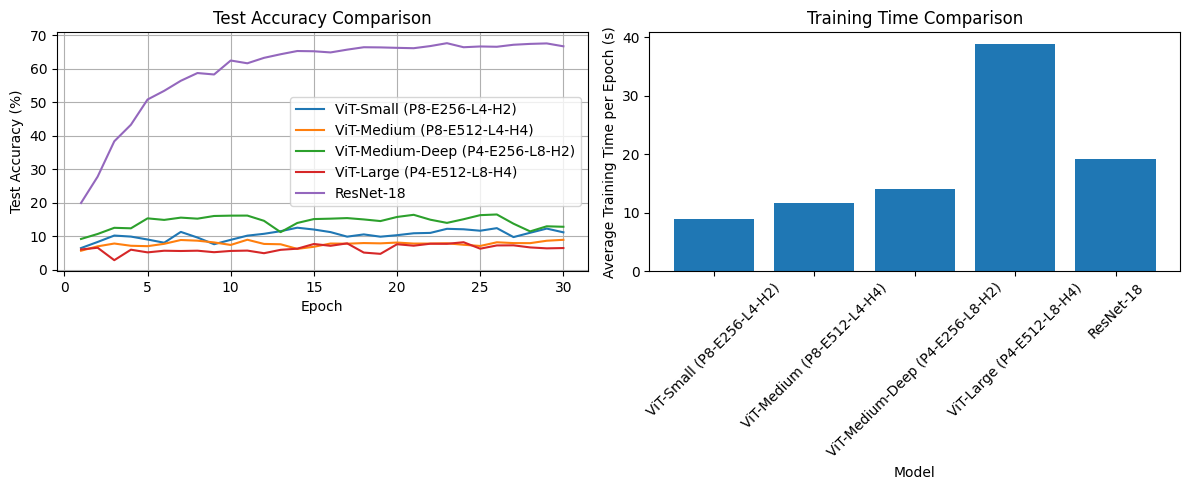 Test Accuracy Comparison
Test Accuracy (%)
70
60
50
40
30
20
10
0
ViT-Small (P8-E256-L4-H2)
ViT-Medium (P8-E512-L4-H4)
ViT-Medium-Deep (P4-E256-L8-H2)
ViT-Large (P4-E512-L8-H4)
ResNet-18
0 5 10 15 20 25 30
Epoch
Training Time Comparison
Average Training Time per Epoch (s)
40
30
20
10
0
ViT-Small (P8-E256-L4-H2)
ViT-Medium (P8-E512-L4-H4)
ViT-Medium-Deep (P4-E256-L8-H2)
ViT-Large (P4-E512-L8-H4)
ResNet-18
Model